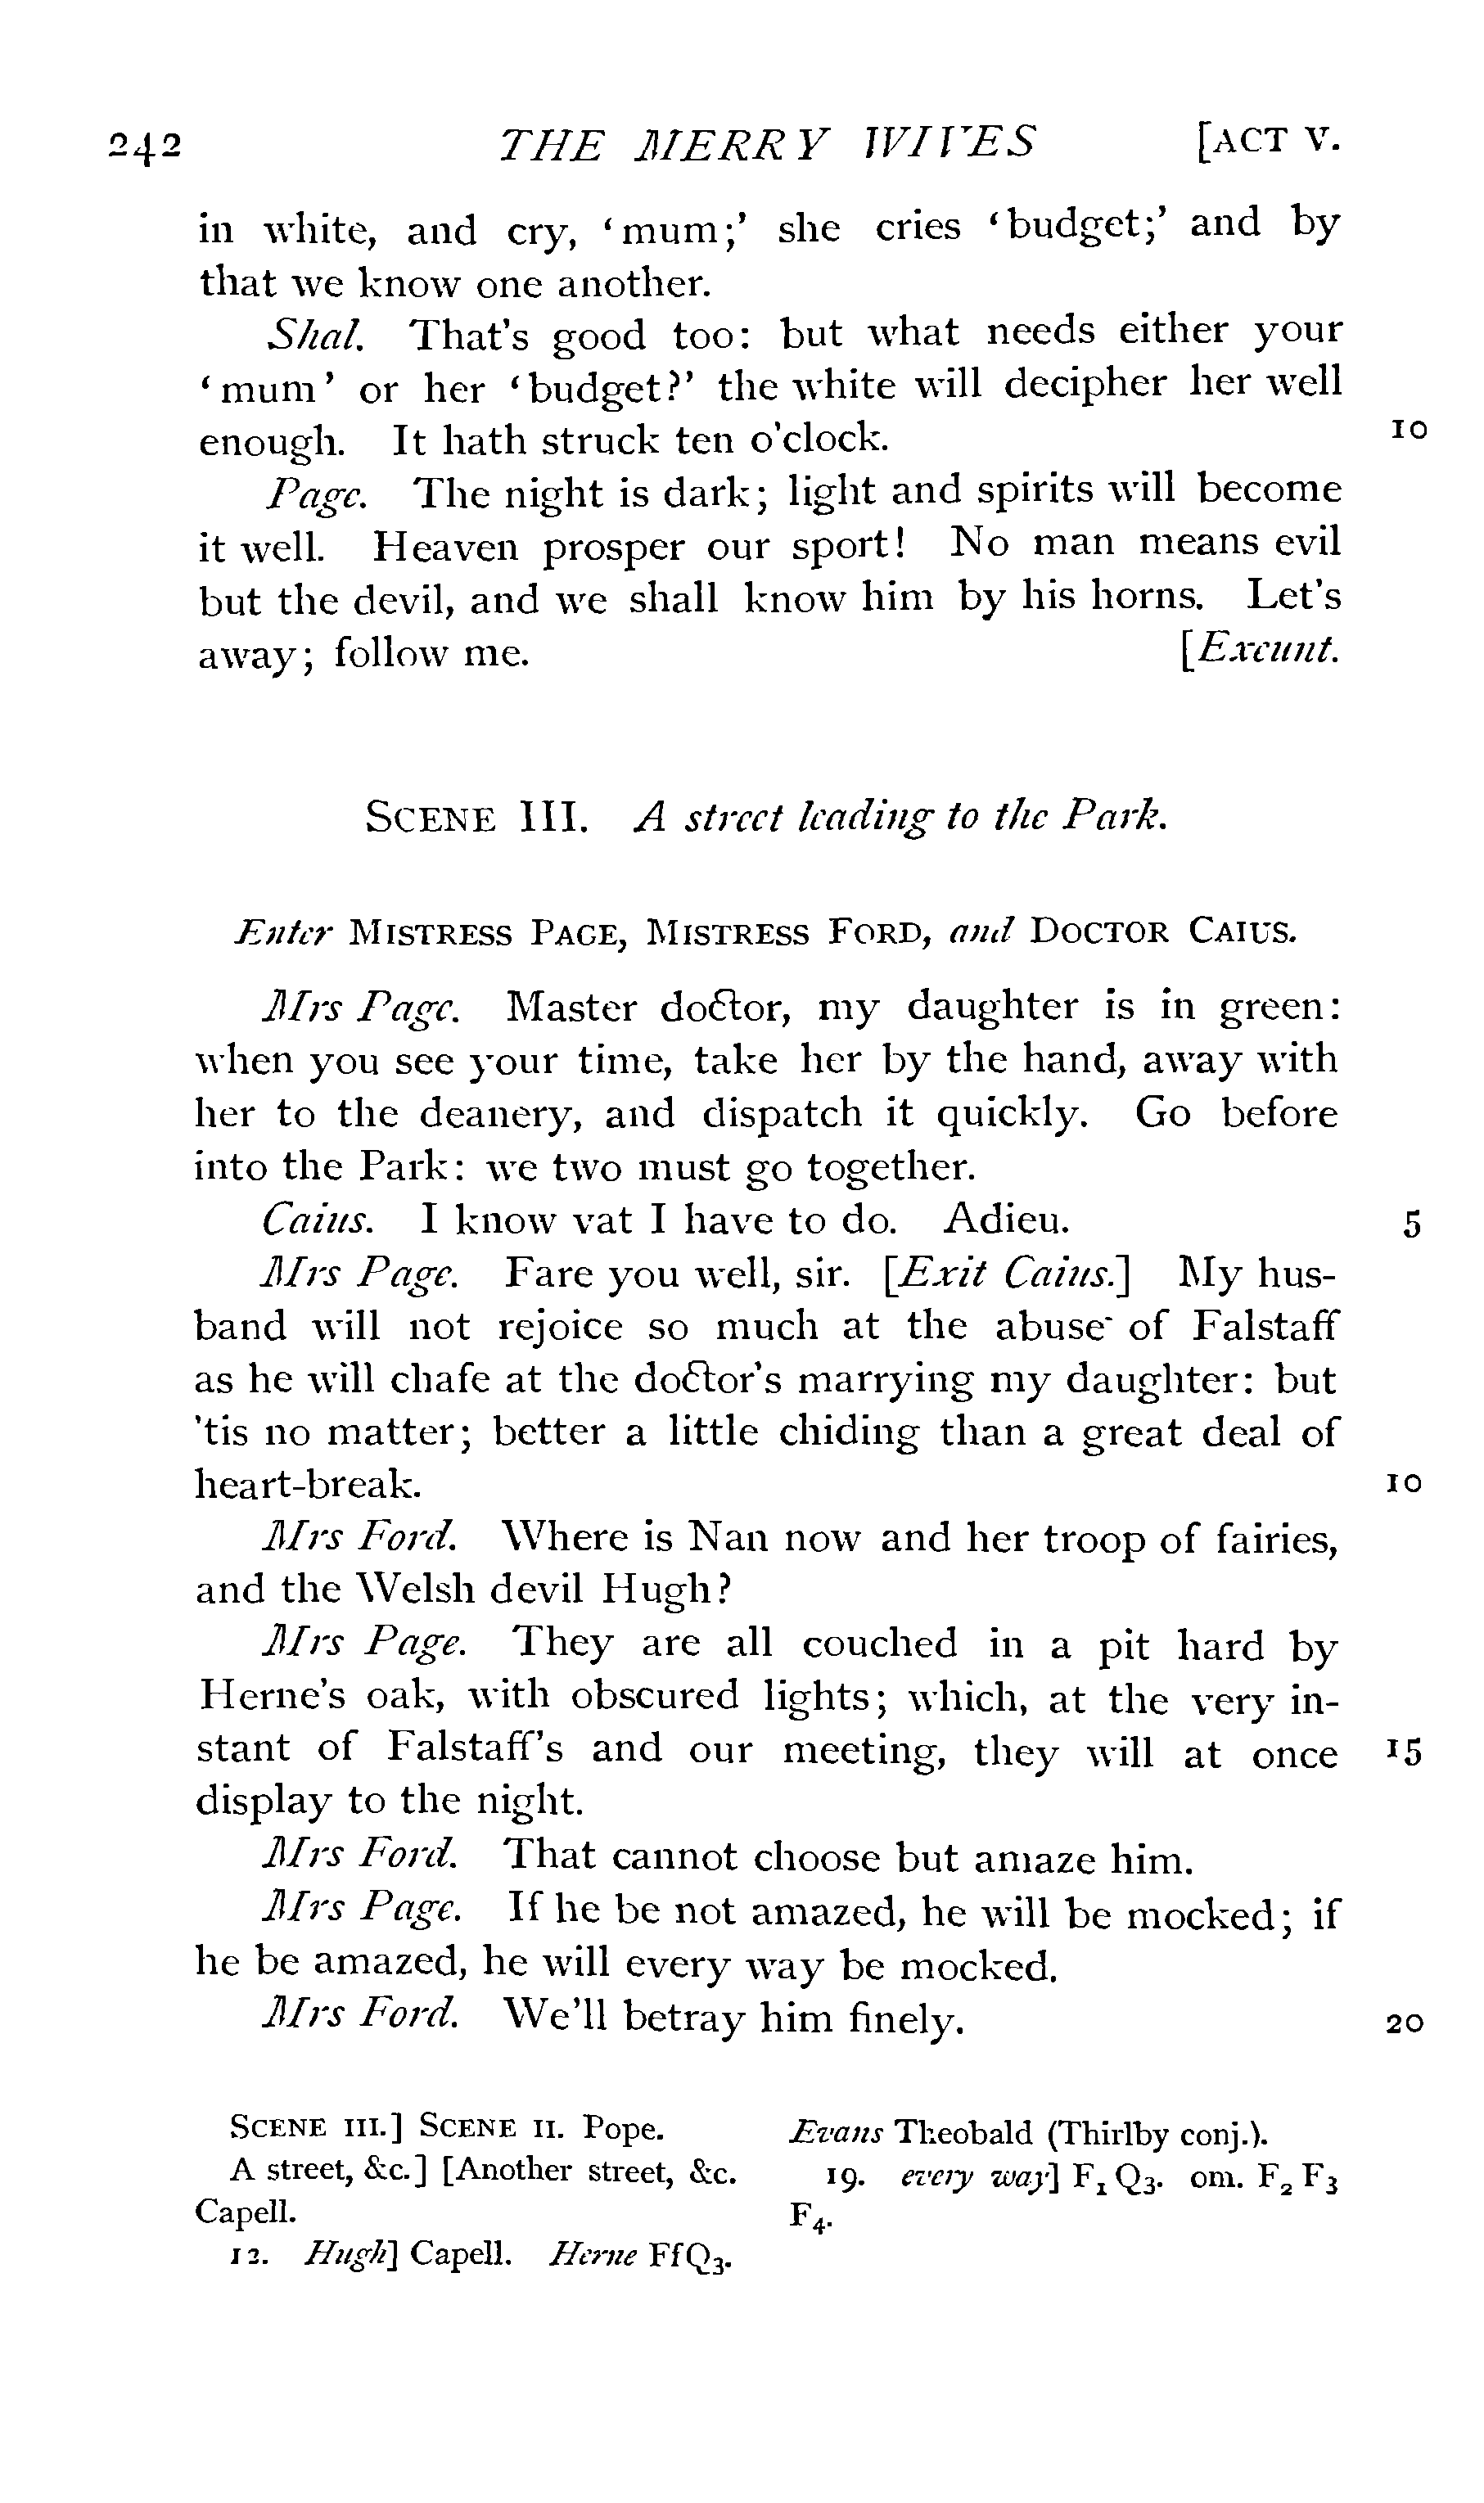 242 THE MERRY WIVES [ACT V.
in white, and cry, ‘mum;’ she cries ‘budget;’ and by
that we know one another.
Shal. That’s good too: but what needs either your
‘mum’ or her ‘budget?’ the white will decipher her well
enough. It hath struck ten o’clock. 10
Page. The night is dark; light and spirits will become
it well. Heaven prosper our sport! No man means evil
but the devil, and we shall know him by his horns. Let’s
away; follow me. [Exeunt.
SCENE III. A street leading to the Park.
Enter MISTRESS PAGE, MISTRESS FORD, and DOCTOR CAIUS.
Mrs Page. Master doctor, my daughter is in green:
when you see your time, take her by the hand, away with
her to the deanery, and dispatch it quickly. Go before
into the Park: we two must go together.
Caius. I know vat I have to do. Adieu. 5
Mrs Page. Fare you well, sir. [Exit Caius.] My hus-
band will not rejoice so much at the abuse of Falstaff
as he will chafe at the doctor’s marrying my daughter: but
’tis no matter; better a little chiding than a great deal of
heart-break. 10
Mrs Ford. Where is Nan now and her troop of fairies,
and the Welsh devil Hugh?
Mrs Page. They are all couched in a pit hard by
Herne’s oak, with obscured lights; which, at the very in-
stant of Falstaff’s and our meeting, they will at once 15
display to the night.
Mrs Ford. That cannot choose but amaze him.
Mrs Page. If he be not amazed, he will be mocked; if
he be amazed, he will every way be mocked.
Mrs Ford. We’ll betray him finely. 20
SCENE III.] SCENE II. Pope.
A street, &c.] [Another street, &c.
Capell.
12. Hugh] Capell. Herne FfQ3.
Evans Theobald (Thirlby conj.).
19. every way] F1 Q3. om. F2 F3
F4.